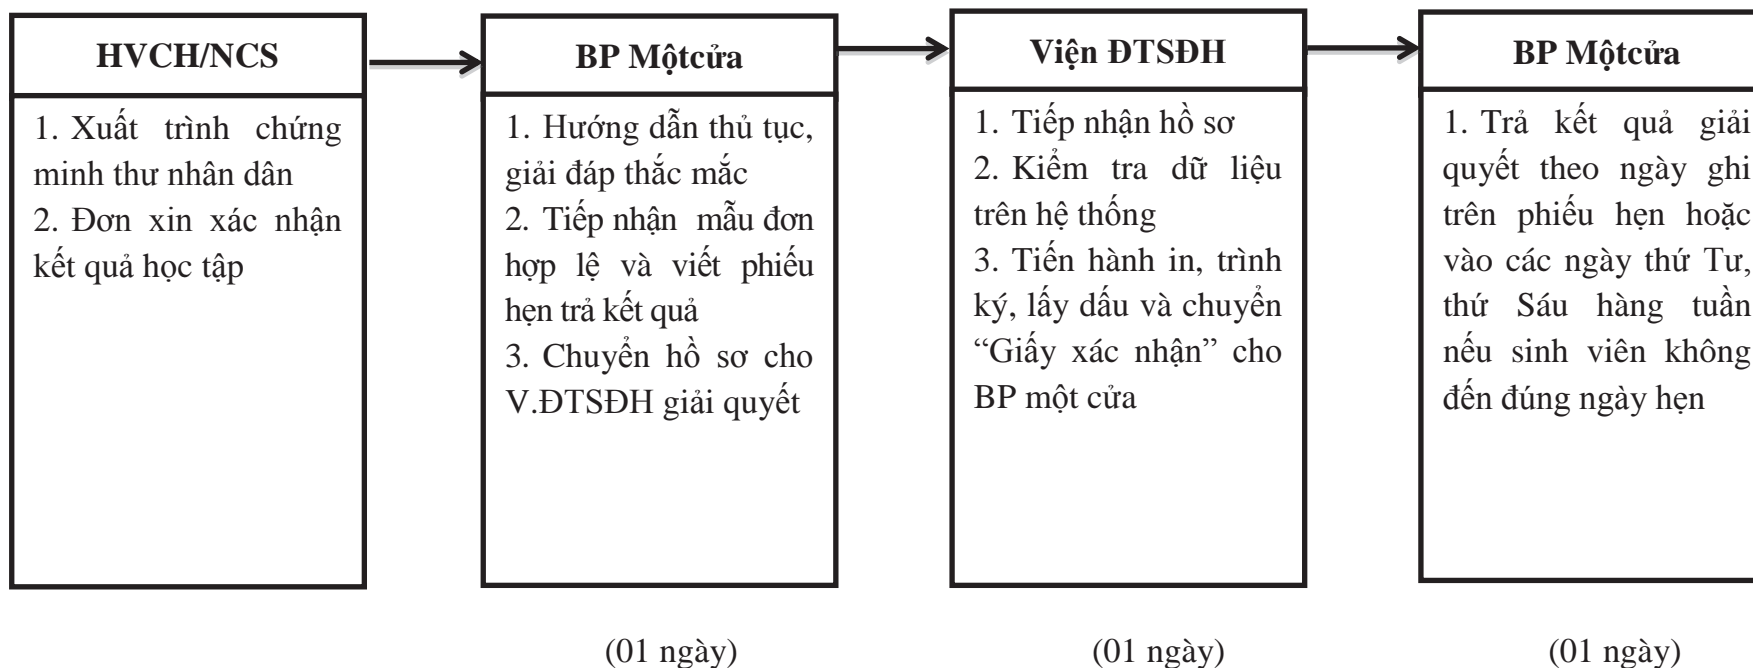 HVCH/NCS
1. Xuất trình chứng
minh thư nhân dân
2. Đơn xin xác nhận
kết quả học tập
BP Mộtcửa
1. Hướng dẫn thủ tục,
giải đáp thắc mắc
2. Tiếp nhận mẫu đơn
hợp lệ và viết phiếu
hẹn trả kết quả
3. Chuyển hồ sơ cho
V.ĐTSĐH giải quyết
(01 ngày)
Viện ĐTSĐH
1. Tiếp nhận hồ sơ
2. Kiểm tra dữ liệu
trên hệ thống
3. Tiến hành in, trình
ký, lấy dấu và chuyển
“Giấy xác nhận” cho
BP một cửa
(01 ngày)
BP Mộtcửa
1. Trả kết quả giải
quyết theo ngày ghi
trên phiếu hẹn hoặc
vào các ngày thứ Tư,
thứ Sáu hàng tuần
nếu sinh viên không
đến đúng ngày hẹn
(01 ngày)